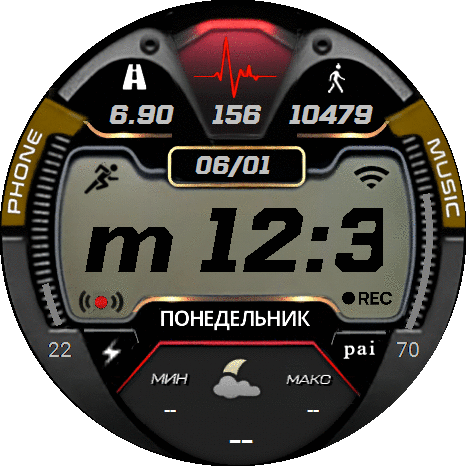 6.90 156 10479
PHONE
MUSIC
06/01
m 12:3
REC
ПОНЕДЕЛЬНИК
22
pai 70
МИН МАКС
-- --
--